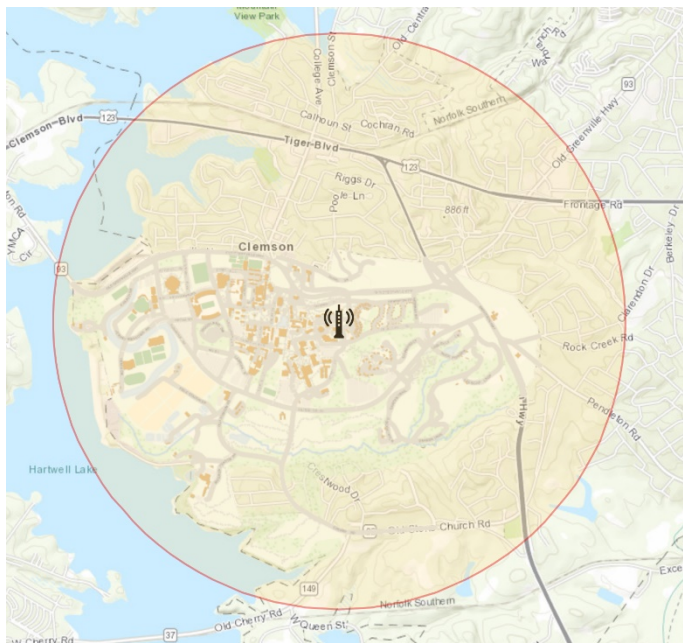 View Park
Old Central
College Ave
Clemson St
93
Clemson Blvd
123
Calhoun St
Cochran Rd
Norfolk Southern
Old Greenville Hwy
Tiger Blvd
123
Riggs Dr
Poole Ln
886 ft
Frontage Rd
Berkeley Dr
YMCA Cir
Clemson
93
Clarendon Dr
Rock Creek Rd
Pendleton Rd
Hwy
Hartwell Lake
Crestwood Dr
Old Stone Church Rd
149
Norfolk Southern
Exce
Old Cherry Rd
W Queen St
37
W Cherry Rd